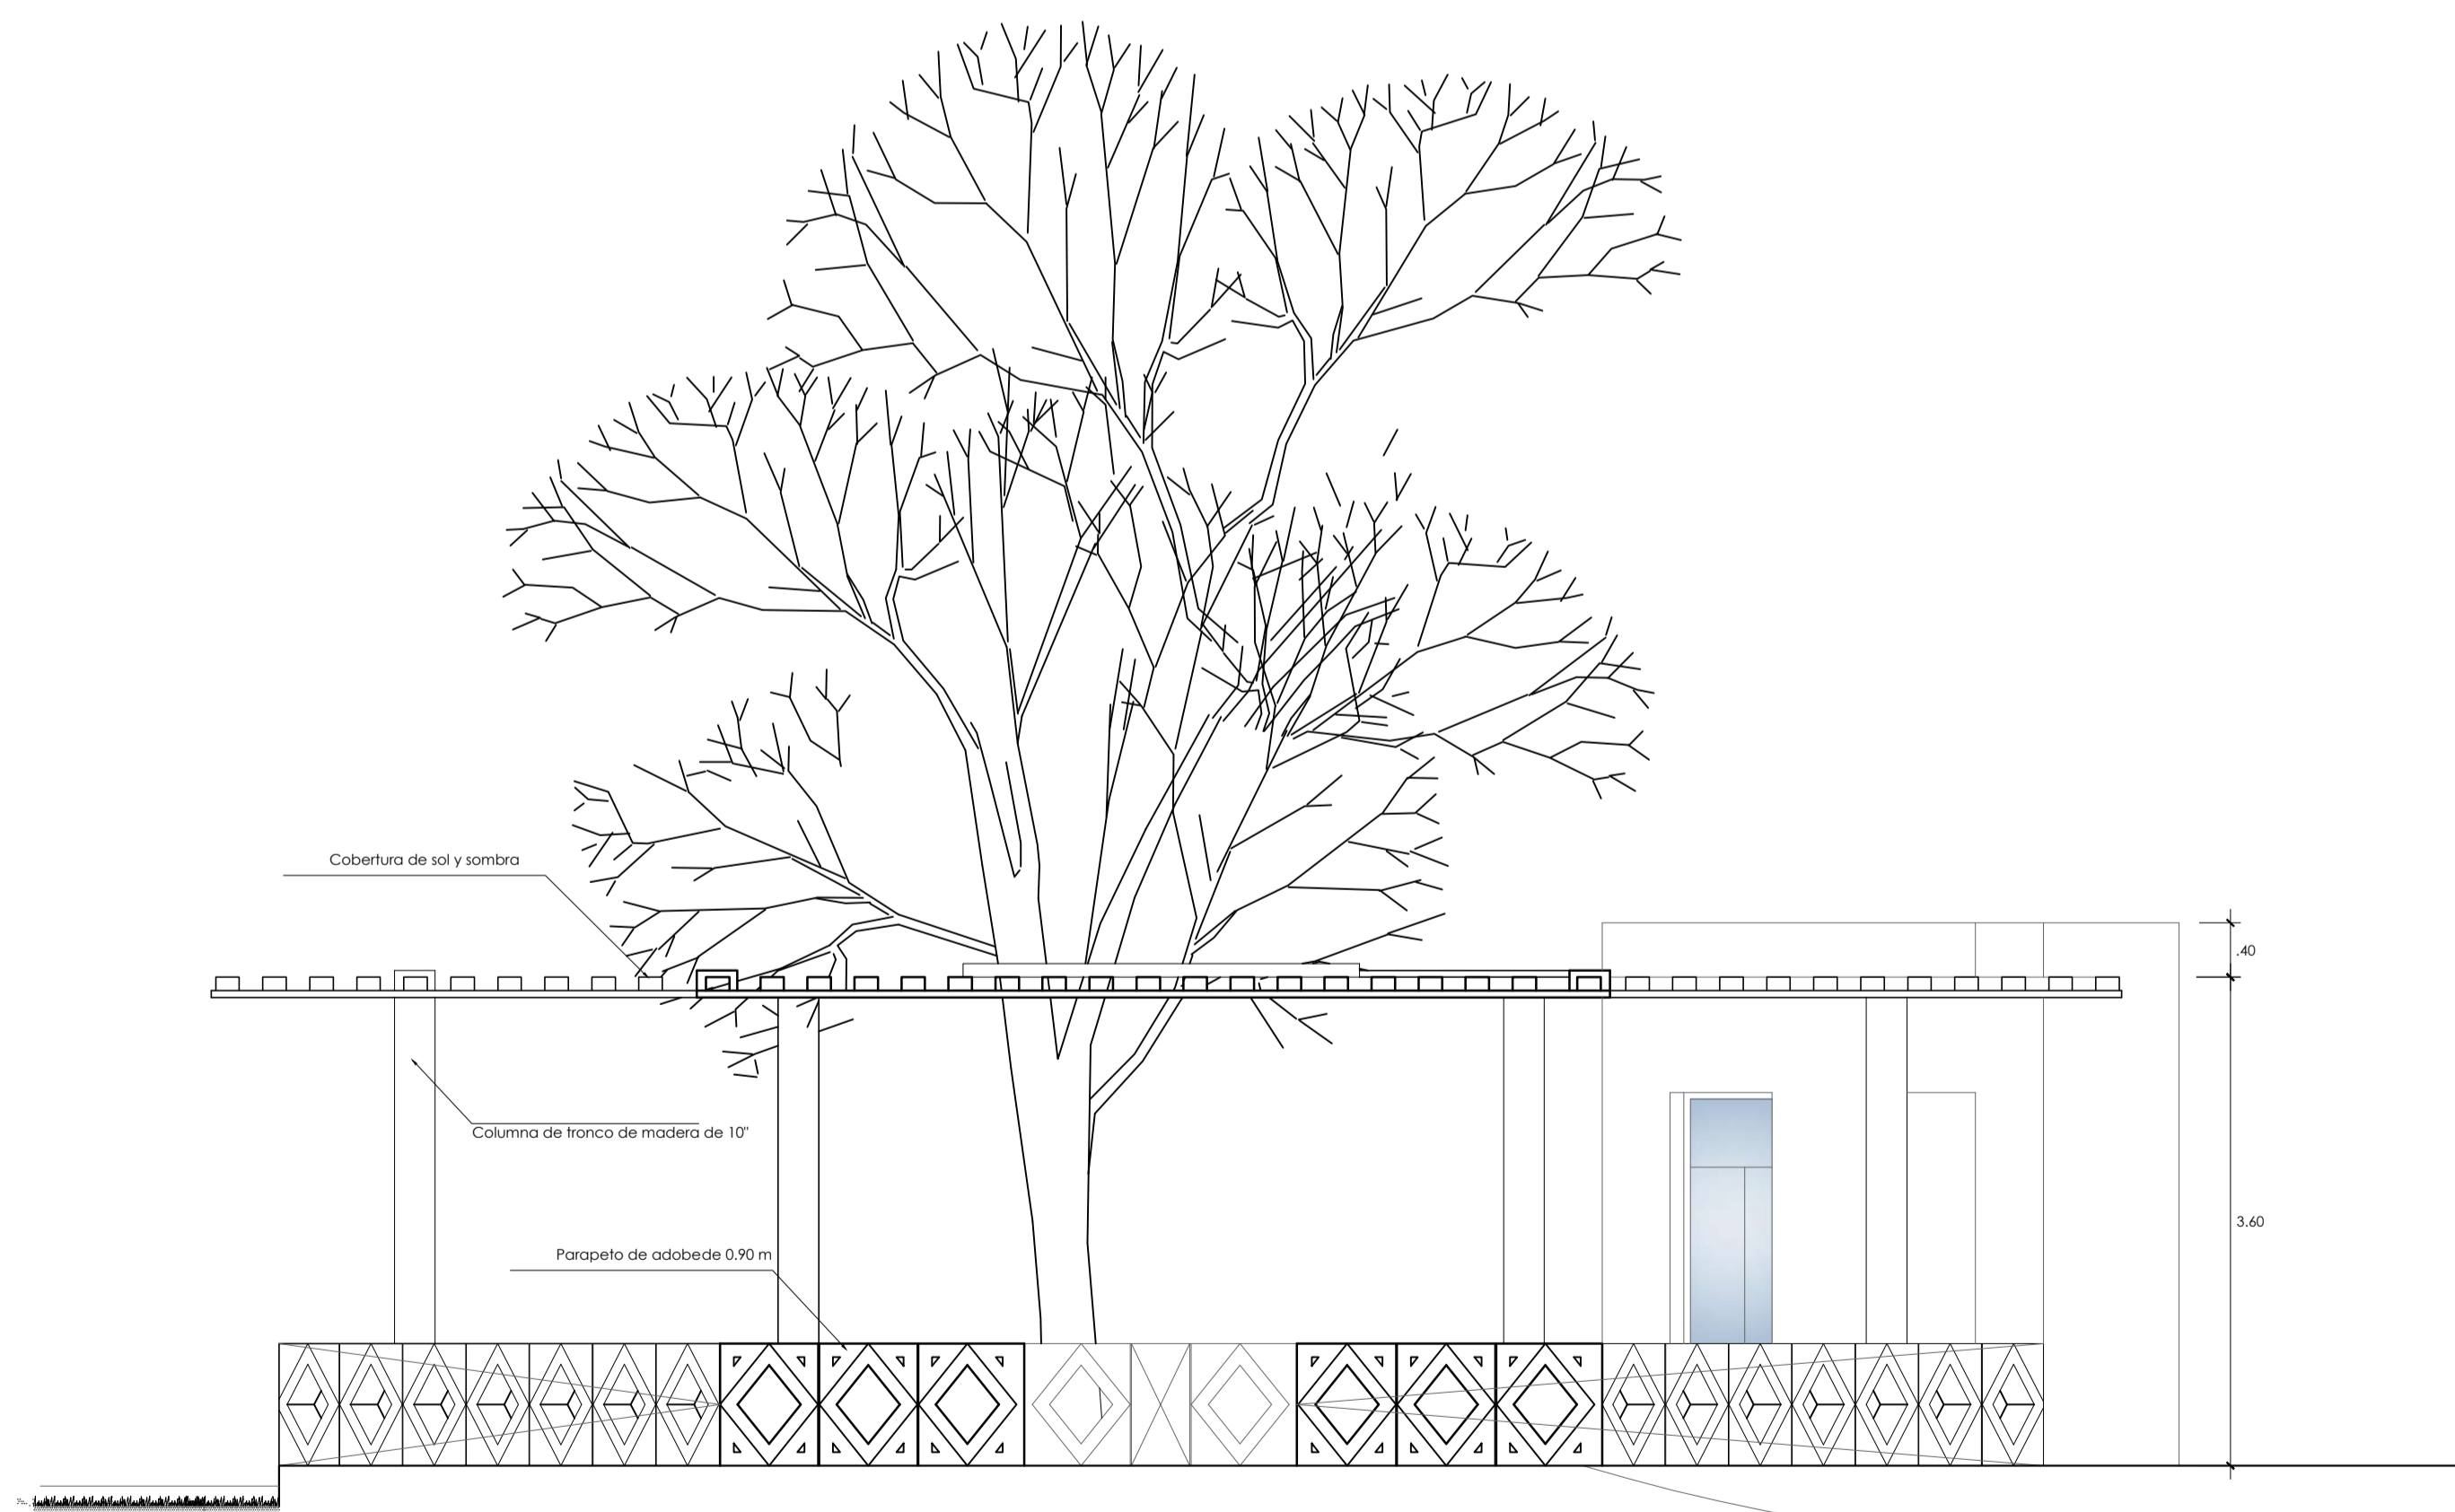 Cobertura de sol y sombra
.40
Columna de tronco de madera de 10"
3.60
Parapeto de adobede 0.90 m